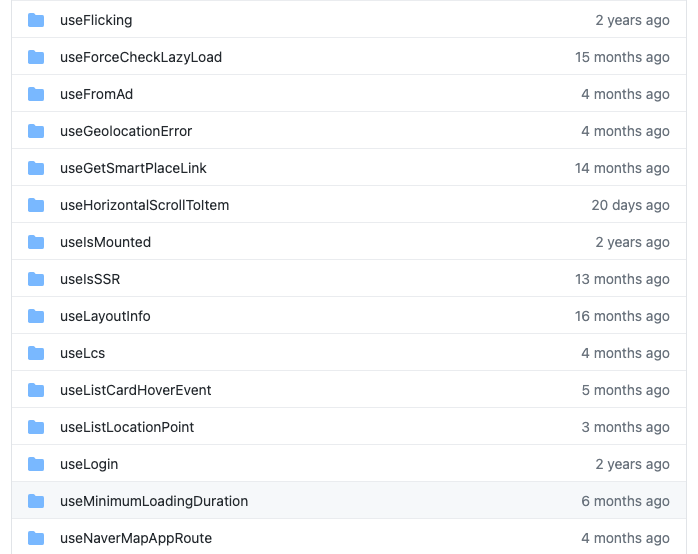 useFlicking 2 years ago
useForceCheckLazyLoad 15 months ago
useFromAd 4 months ago
useGeolocationError 4 months ago
useGetSmartPlaceLink 14 months ago
useHorizontalScrollToItem 20 days ago
useIsMounted 2 years ago
useIsSSR 13 months ago
useLayoutInfo 16 months ago
useLcs 4 months ago
useListCardHoverEvent 5 months ago
useListLocationPoint 3 months ago
useLogin 2 years ago
useMinimumLoadingDuration 6 months ago
useNaverMapAppRoute 4 months ago